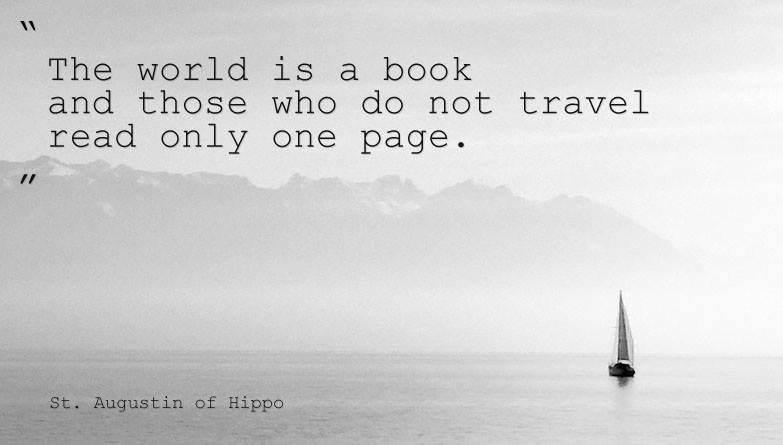 “
The world is a book
and those who do not travel
read only one page.
”
St. Augustin of Hippo